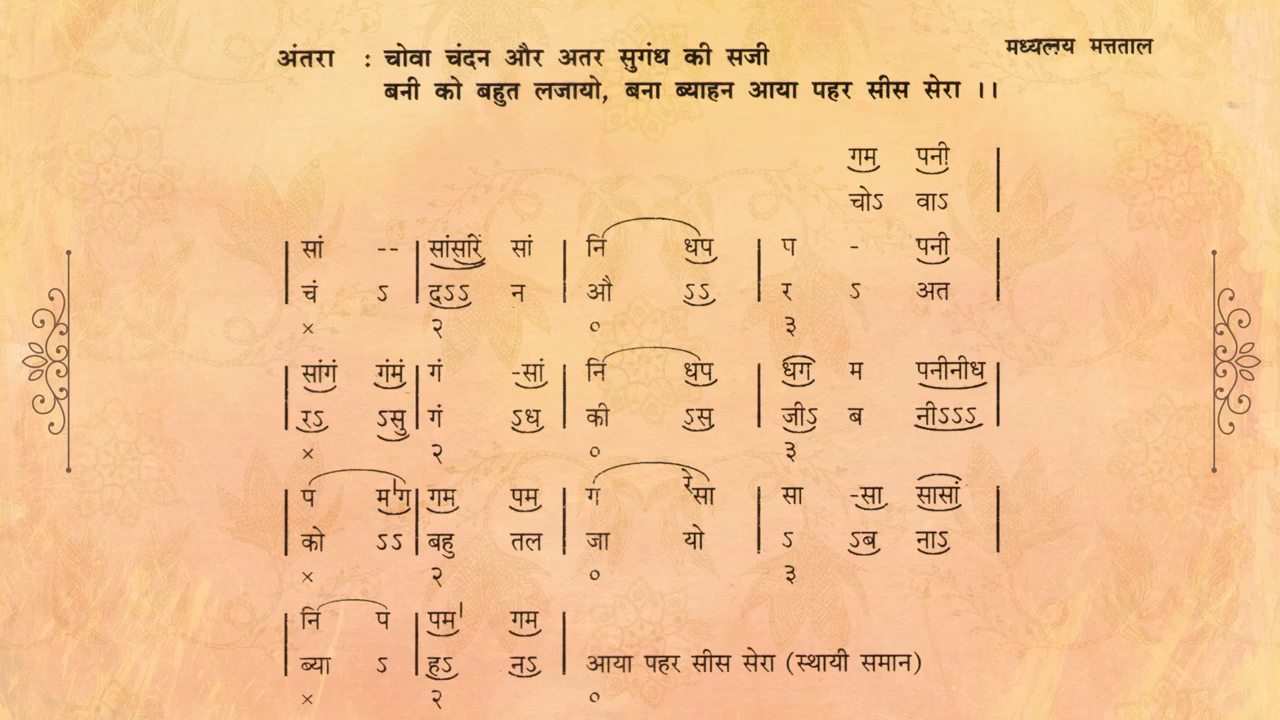 अंतरा : चोवा चंदन और अतर सुगंध की सजी
मध्यलय मत्तताल
बनी को बहुत लजायो, बना ब्याहन आया पहर सीस सेरा ।।
गम पनी |
चोऽ वाऽ
| सां -- | सांसांरें सां | नि धप | प - पनी |
चं ऽ दऽऽ न औ ऽऽ र ऽ अत
× २ ० ३
| सांगं गंमं | गं -सां | नि धप | धग म पनीनीध |
रऽ ऽसु गं ऽध की ऽस जीऽ ब नीऽऽऽ
× २ ० ३
| प म॑ग | गम पम | ग रेसा | सा -सा सासां |
को ऽऽ बहु तल जा यो ऽ ऽब नाऽ
× २ ० ३
| नि प | पम॑ गम |
ब्या ऽ हऽ नऽ आया पहर सीस सेरा (स्थायी समान)
× २ ०